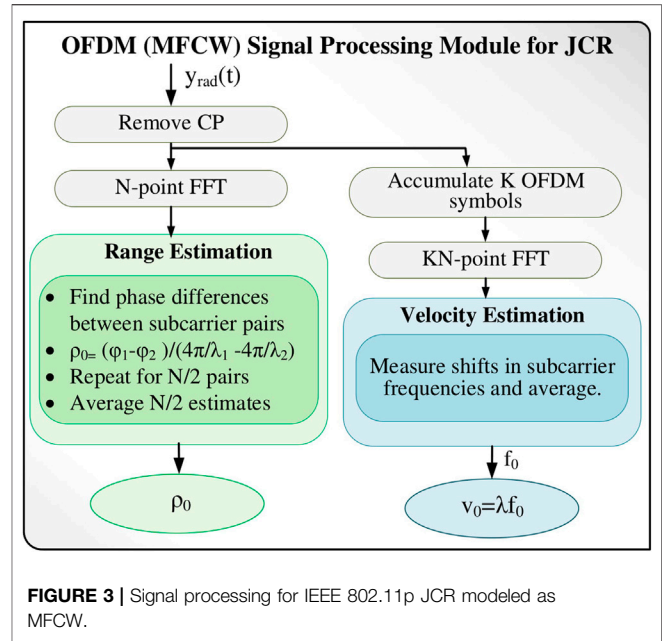 OFDM (MFCW) Signal Processing Module for JCR
y_rad(t)
Remove CP
N-point FFT
Accumulate K OFDM
symbols
Range Estimation
• Find phase differences
between subcarrier pairs
• ρ₀₌ (φ₁-φ₂ )/(4π/λ₁ -4π/λ₂)
• Repeat for N/2 pairs
• Average N/2 estimates
KN-point FFT
Velocity Estimation
Measure shifts in subcarrier
frequencies and average.
f₀
ρ₀
v₀=λf₀
FIGURE 3 | Signal processing for IEEE 802.11p JCR modeled as
MFCW.